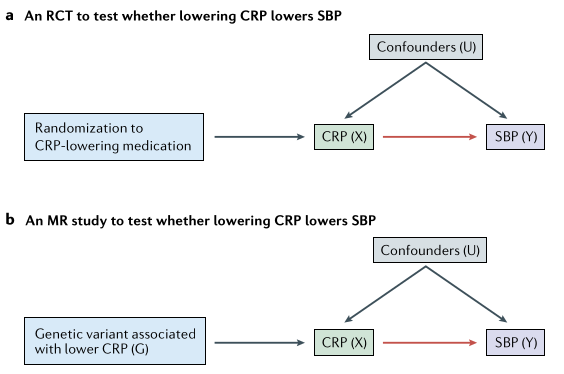 a An RCT to test whether lowering CRP lowers SBP
Confounders (U)
Randomization to
CRP-lowering medication
CRP (X)
SBP (Y)
b An MR study to test whether lowering CRP lowers SBP
Confounders (U)
Genetic variant associated
with lower CRP (G)
CRP (X)
SBP (Y)